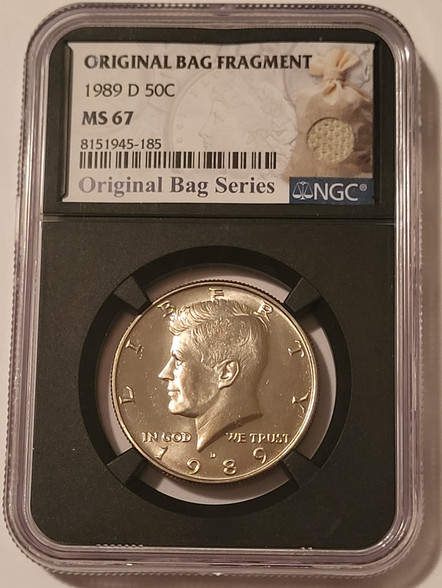 ORIGINAL BAG FRAGMENT
1989 D 50C
MS 67
8151945-185
Original Bag Series
NGC®
LIBERTY
IN GOD WE TRUST
D
1989